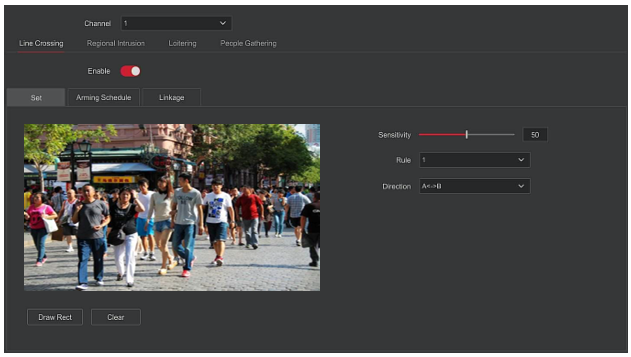 Channel 1
Line Crossing Regional Intrusion Loitering People Gathering
Enable
Set Arming Schedule Linkage
Sensitivity 50
Rule 1
Direction A<->B
Draw Rect Clear